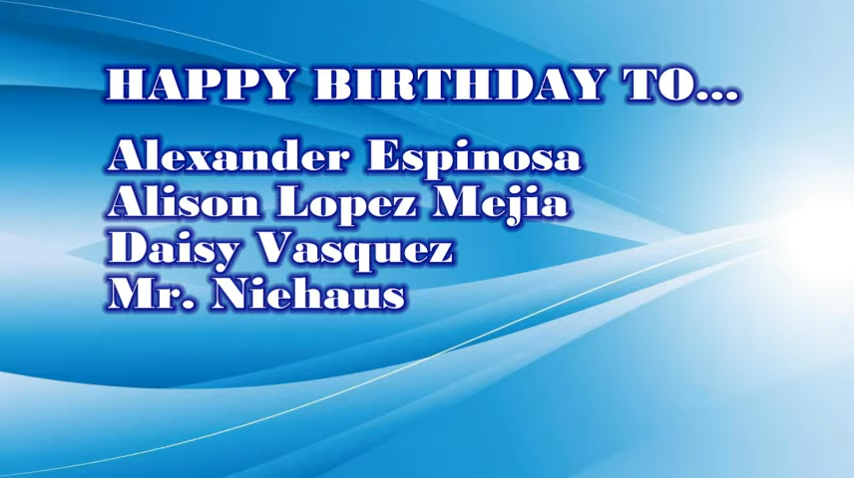 HAPPY BIRTHDAY TO...
Alexander Espinosa
Alison Lopez Mejia
Daisy Vasquez
Mr. Niehaus